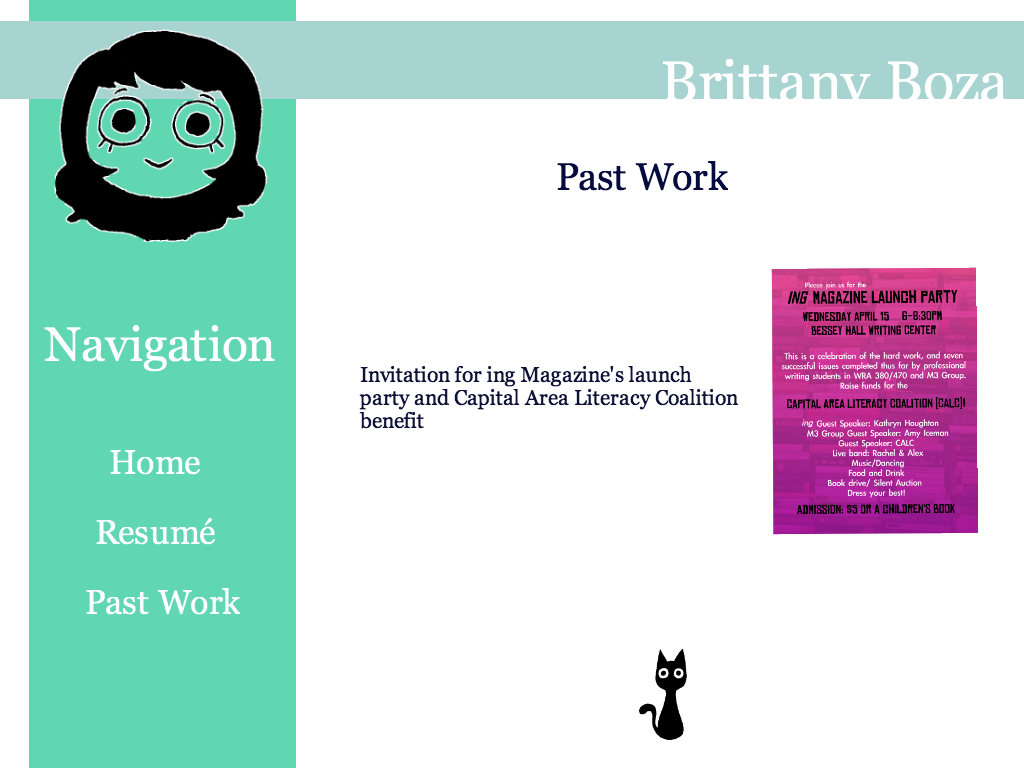 Brittany Boza
Past Work
Navigation
Home
Resumé
Past Work
Invitation for ing Magazine's launch
party and Capital Area Literacy Coalition
benefit
Please join us for the
ING MAGAZINE LAUNCH PARTY
WEDNESDAY APRIL 15 6-8:30PM
BESSEY HALL WRITING CENTER
This is a celebration of the hard work, and seven
successful issues completed thus far by professional
writing students in WRA 380/470 and M3 Group.
Raise funds for the
CAPITAL AREA LITERACY COALITION (CALC)!
ing Guest Speaker: Kathryn Houghton
M3 Group Guest Speaker: Amy Iceman
Guest Speaker: CALC
Live band: Rachel & Alex
Music/Dancing
Food and Drink
Book drive/ Silent Auction
Dress your best!
ADMISSION: $5 OR A CHILDREN'S BOOK